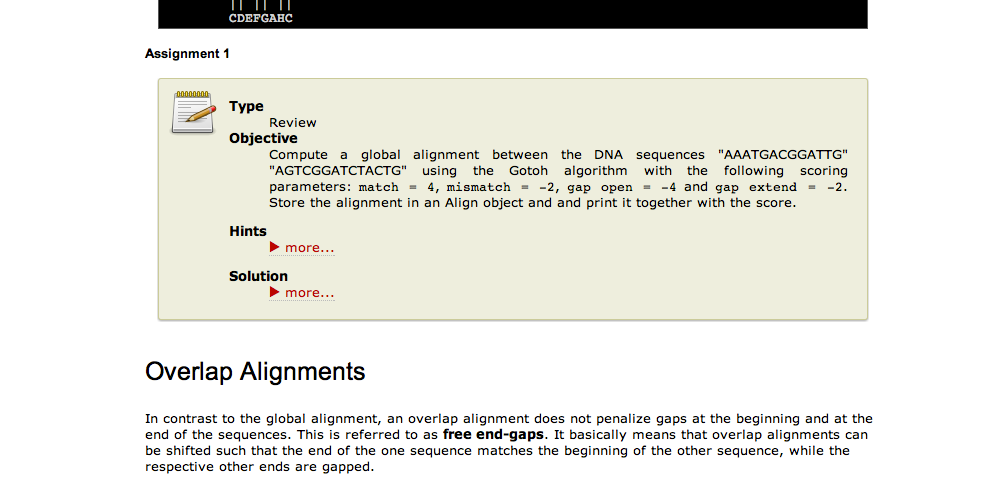 CDEFGAHC
Assignment 1
Type
Review
Objective
Compute a global alignment between the DNA sequences "AAATGACGGATTG"
"AGTCGGATCTACTG" using the Gotoh algorithm with the following scoring
parameters: match = 4, mismatch = -2, gap open = -4 and gap extend = -2.
Store the alignment in an Align object and and print it together with the score.
Hints
more...
Solution
more...
Overlap Alignments
In contrast to the global alignment, an overlap alignment does not penalize gaps at the beginning and at the
end of the sequences. This is referred to as free end-gaps. It basically means that overlap alignments can
be shifted such that the end of the one sequence matches the beginning of the other sequence, while the
respective other ends are gapped.